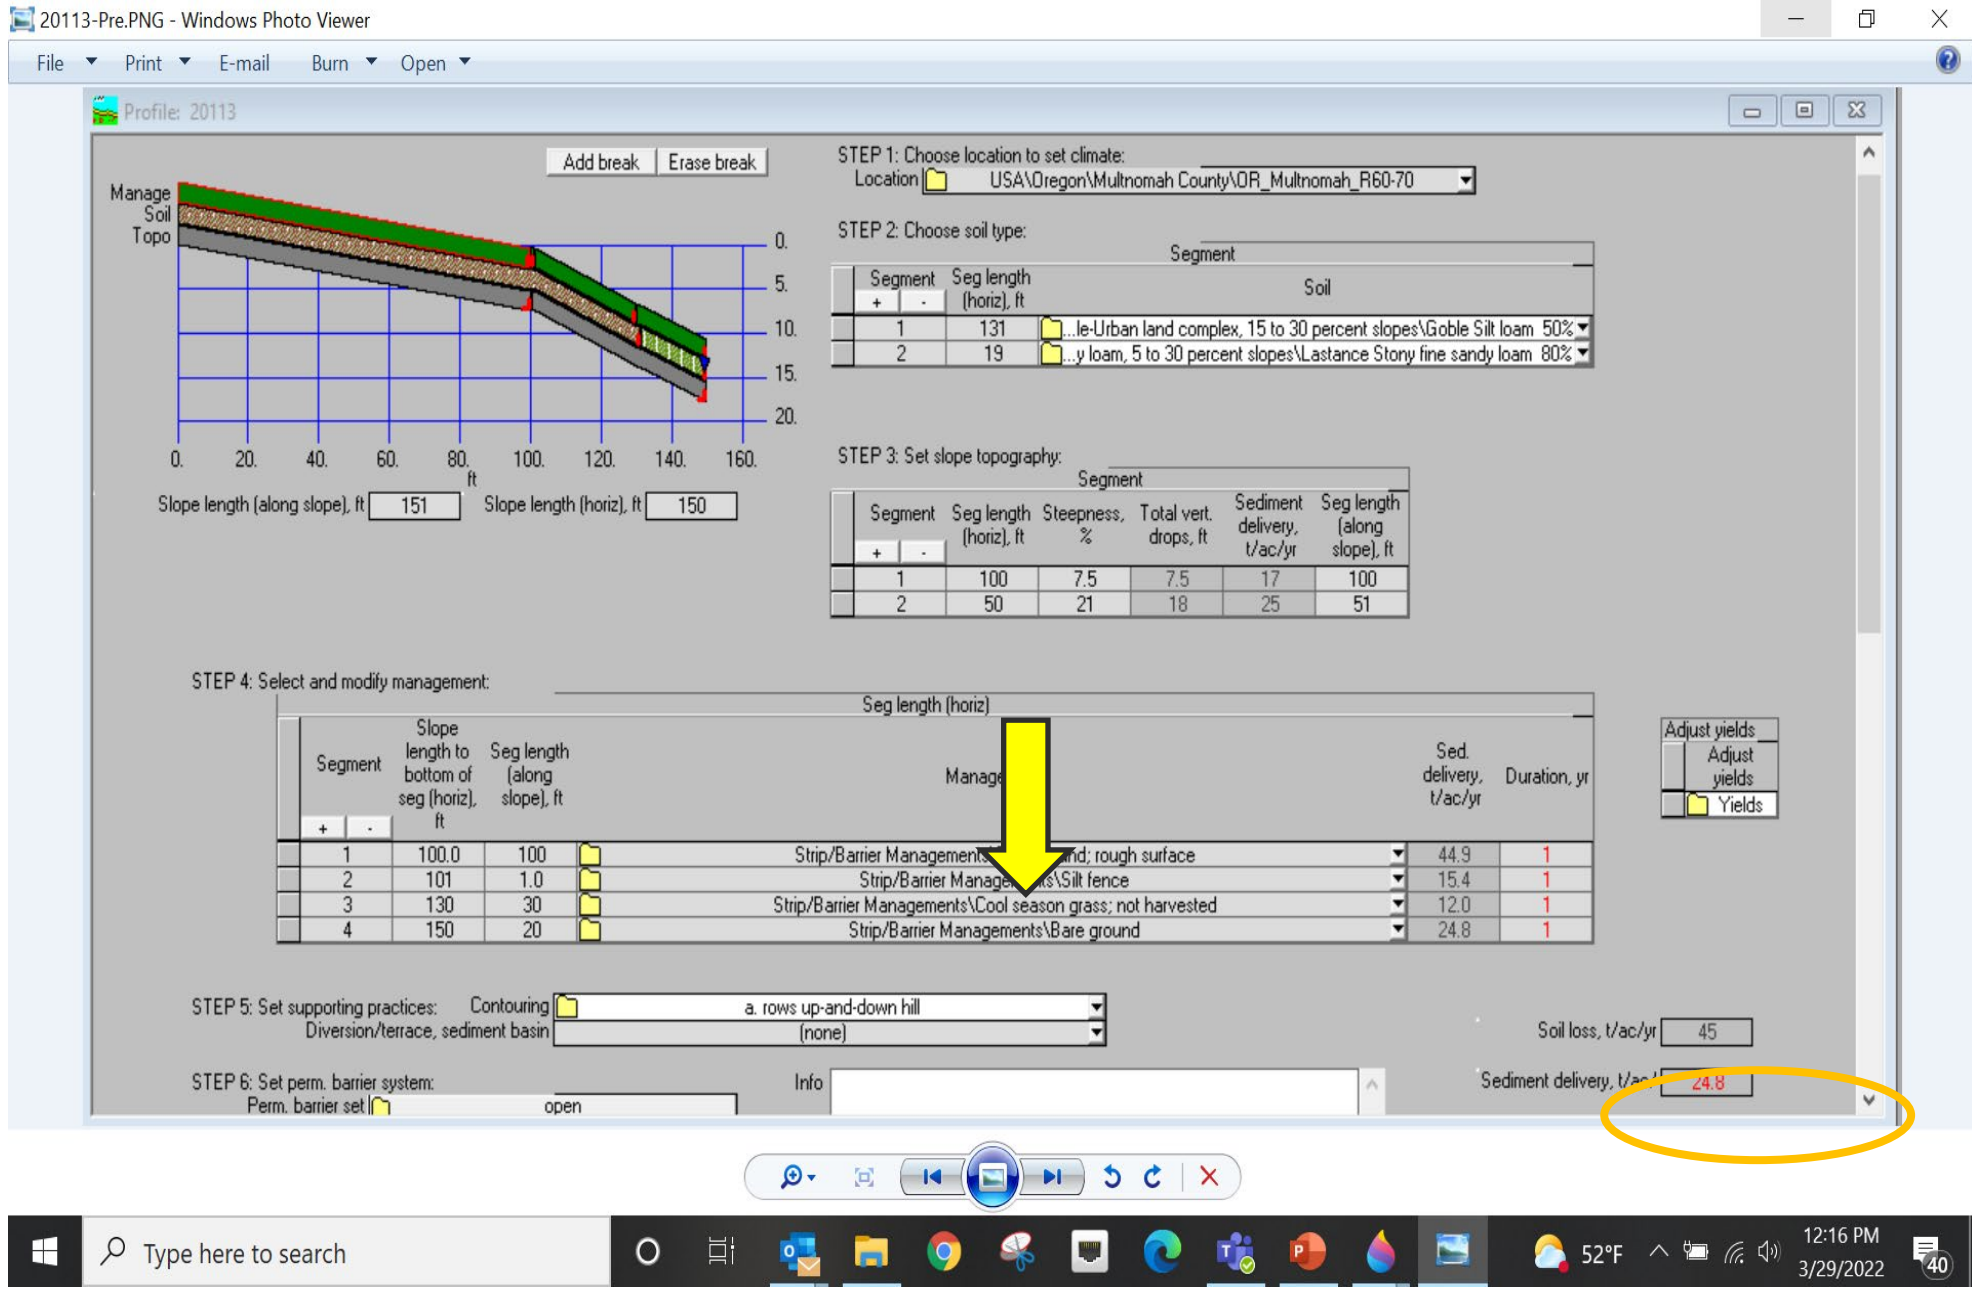 20113-Pre.PNG - Windows Photo Viewer
File Print E-mail Burn Open
Profile: 20113
Add break Erase break
Manage
Soil
Topo
0.
5.
10.
15.
20.
0. 20. 40. 60. 80. 100. 120. 140. 160.
ft
Slope length (along slope), ft 151 Slope length (horiz), ft 150
STEP 1: Choose location to set climate:
Location USA\Oregon\Multnomah County\OR_Multnomah_R60-70
STEP 2: Choose soil type:
Segment
Segment Seg length (horiz), ft Soil
+ -
1 131 ...le-Urban land complex, 15 to 30 percent slopes\Goble Silt loam 50%
2 19 ...y loam, 5 to 30 percent slopes\Lastance Stony fine sandy loam 80%
STEP 3: Set slope topography:
Segment
Segment Seg length (horiz), ft Steepness, % Total vert. drops, ft Sediment delivery, t/ac/yr Seg length (along slope), ft
+ -
1 100 7.5 7.5 17 100
2 50 21 18 25 51
STEP 4: Select and modify management:
Seg length (horiz)
Segment Slope length to bottom of seg (horiz), ft Seg length (along slope), ft Manage Sed. delivery, t/ac/yr Duration, yr
+ -
1 100.0 100 Strip/Barrier Managements nd; rough surface 44.9 1
2 101 1.0 Strip/Barrier Managements\Silt fence 15.4 1
3 130 30 Strip/Barrier Managements\Cool season grass; not harvested 12.0 1
4 150 20 Strip/Barrier Managements\Bare ground 24.8 1
Adjust yields
Adjust
yields
Yields
STEP 5: Set supporting practices: Contouring a. rows up-and-down hill
Diversion/terrace, sediment basin (none)
Soil loss, t/ac/yr 45
STEP 6: Set perm. barrier system: Info
Sediment delivery, t/ac/ 24.8
Perm. barrier set open
Type here to search
52°F
12:16 PM
3/29/2022
40